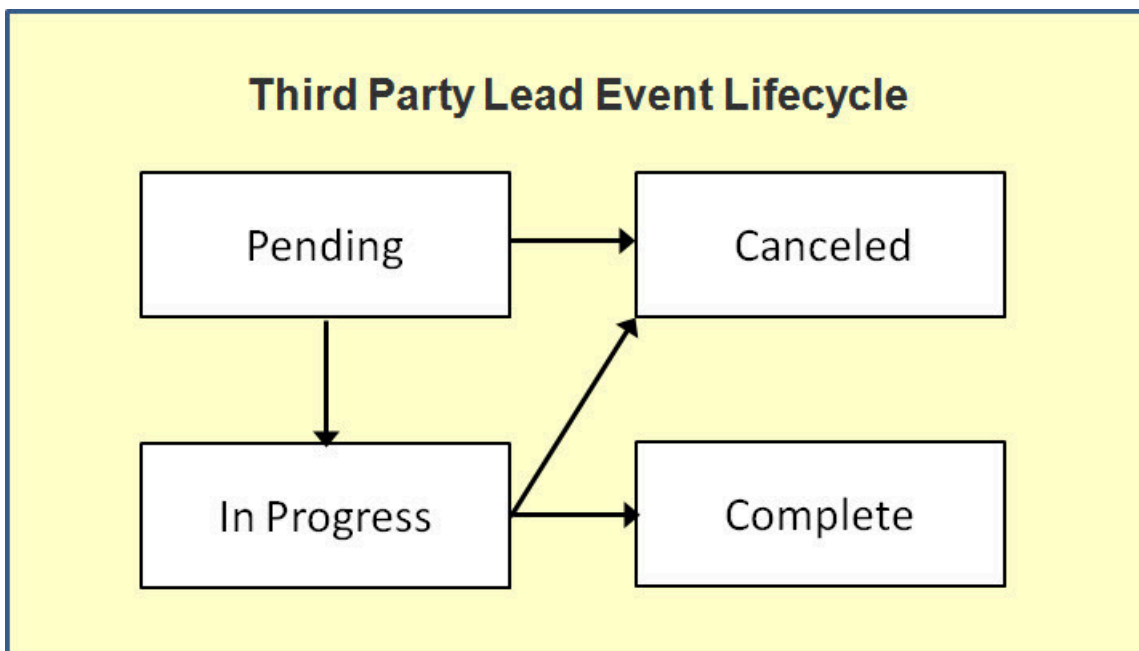 Third Party Lead Event Lifecycle
Pending
Canceled
In Progress
Complete